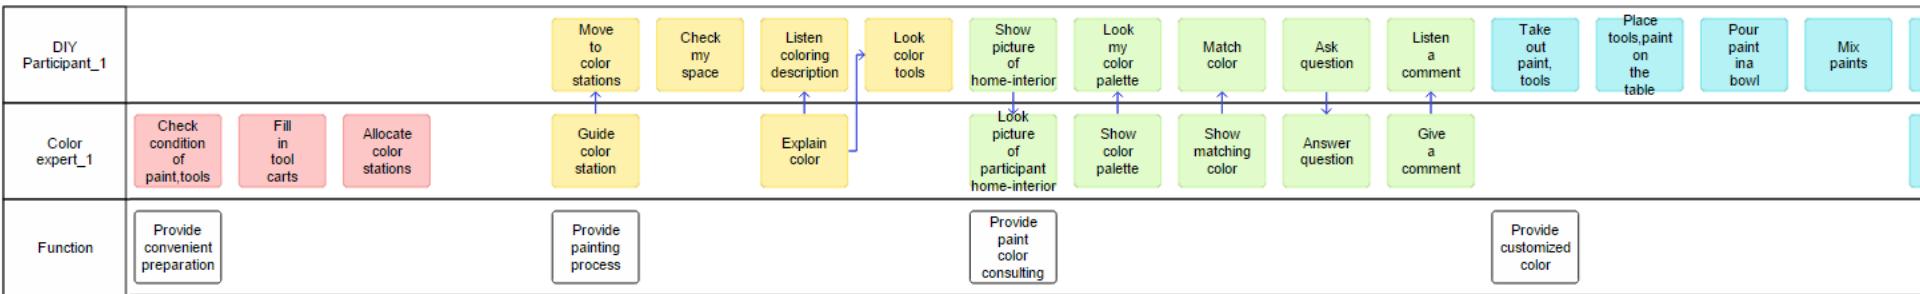 DIY
Participant_1
Move
to
color
stations
Check
my
space
Listen
coloring
description
Look
color
tools
Show
picture
of
home-interior
Look
my
color
palette
Match
color
Ask
question
Listen
a
comment
Take
out
paint,
tools
Place
tools,paint
on
the
table
Pour
paint
ina
bowl
Mix
paints
Color
expert_1
Check
condition
of
paint,tools
Fill
in
tool
carts
Allocate
color
stations
Guide
color
station
Explain
color
Look
picture
of
participant
home-interior
Show
color
palette
Show
matching
color
Answer
question
Give
a
comment
Function
Provide
convenient
preparation
Provide
painting
process
Provide
paint
color
consulting
Provide
customized
color